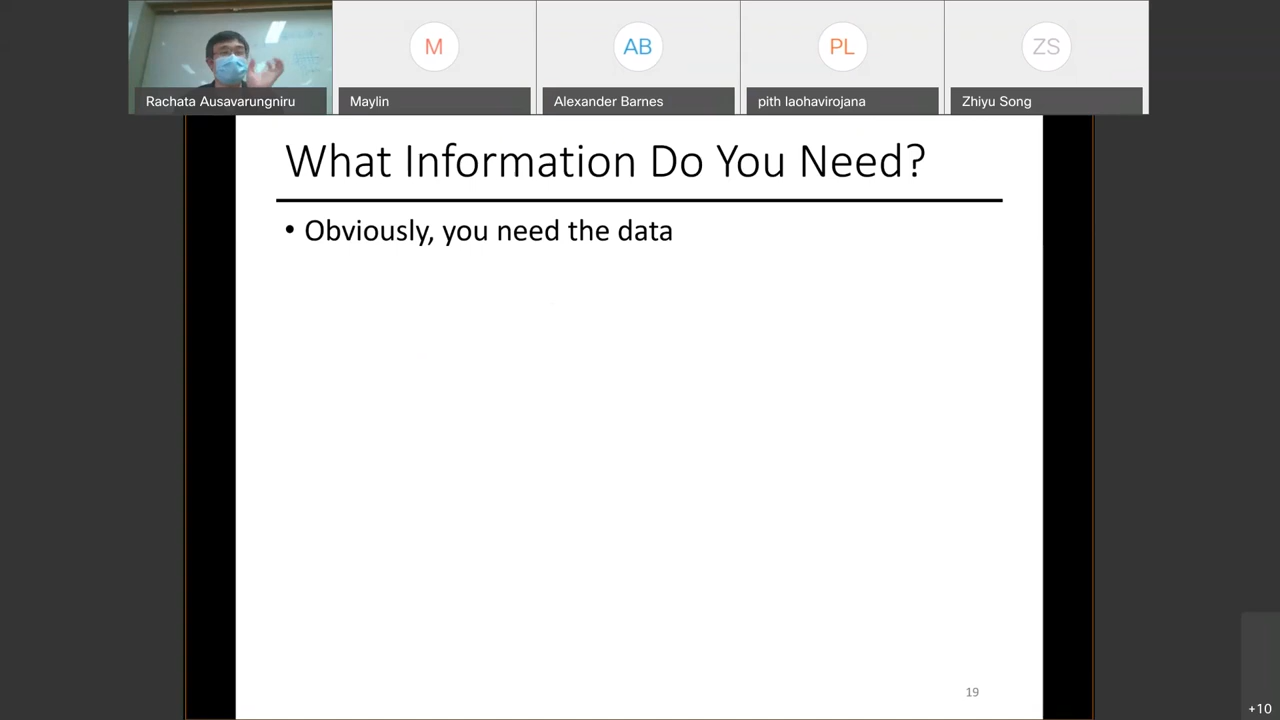 M
AB
PL
ZS
Rachata Ausavarungniru
Maylin
Alexander Barnes
pith laohavirojana
Zhiyu Song
What Information Do You Need?
• Obviously, you need the data
19
+10